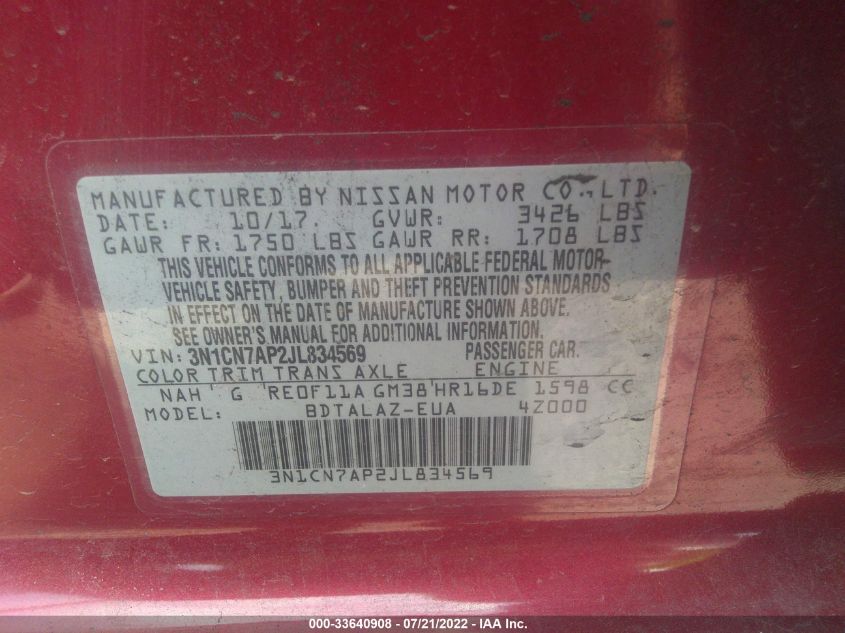 MANUFACTURED BY NISSAN MOTOR CO., LTD.
DATE: 10/17. GVWR: 3426 LBS
GAWR FR: 1750 LBS GAWR RR: 1708 LBS
THIS VEHICLE CONFORMS TO ALL APPLICABLE FEDERAL MOTOR-
VEHICLE SAFETY, BUMPER AND THEFT PREVENTION STANDARDS
IN EFFECT ON THE DATE OF MANUFACTURE SHOWN ABOVE.
SEE OWNER'S MANUAL FOR ADDITIONAL INFORMATION.
VIN: 3N1CN7AP2JL834569 PASSENGER CAR.
COLOR TRIM TRANS AXLE ENGINE
NAH G RE0F11A GM38 HR16DE 1598 CC
MODEL: BDTALAZ-EUA 4Z000
3N1CN7AP2JL834569
000-33640908 - 07/21/2022 - IAA Inc.